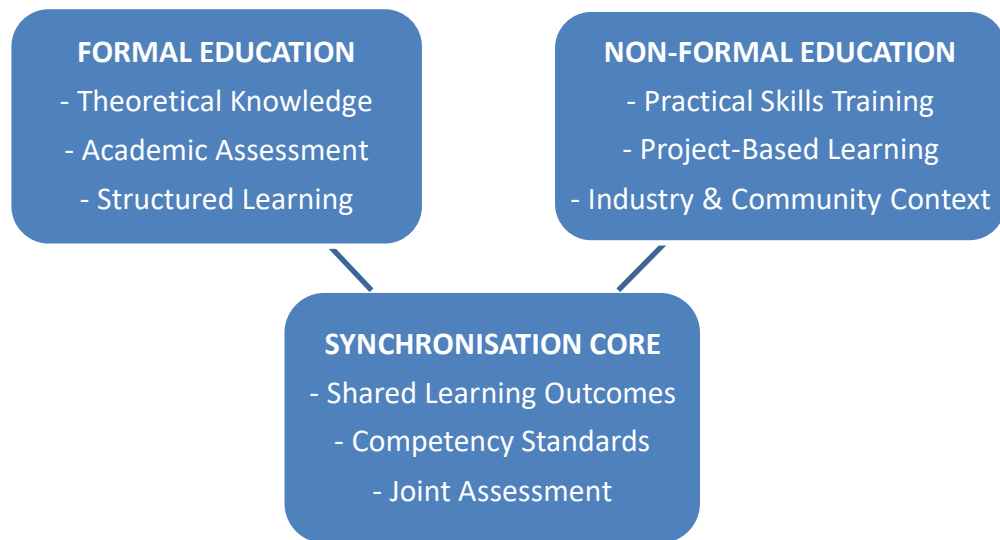 FORMAL EDUCATION
- Theoretical Knowledge
- Academic Assessment
- Structured Learning
NON-FORMAL EDUCATION
- Practical Skills Training
- Project-Based Learning
- Industry & Community Context
SYNCHRONISATION CORE
- Shared Learning Outcomes
- Competency Standards
- Joint Assessment